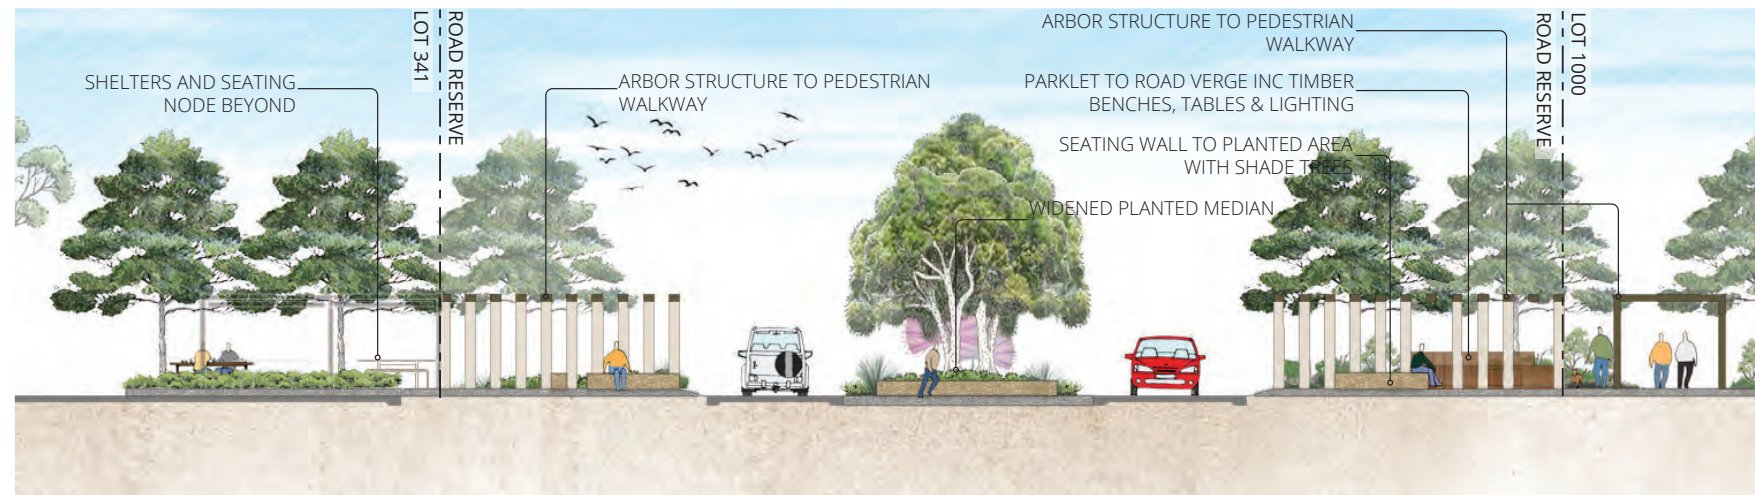 SHELTERS AND SEATING
NODE BEYOND
LOT 341
ROAD RESERVE
ARBOR STRUCTURE TO PEDESTRIAN
WALKWAY
ARBOR STRUCTURE TO PEDESTRIAN
WALKWAY
PARKLET TO ROAD VERGE INC TIMBER
BENCHES, TABLES & LIGHTING
SEATING WALL TO PLANTED AREA
WITH SHADE TREES
WIDENED PLANTED MEDIAN
ROAD RESERVE
LOT 1000